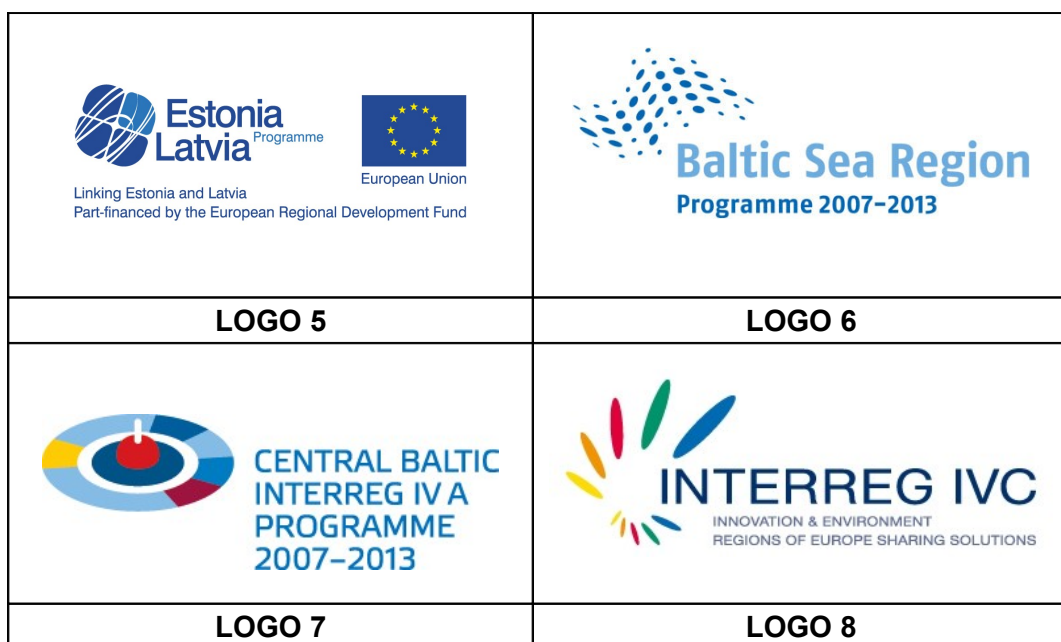 Estonia
Latvia Programme
European Union
Linking Estonia and Latvia
Part-financed by the European Regional Development Fund
Baltic Sea Region
Programme 2007–2013
LOGO 5
LOGO 6
CENTRAL BALTIC
INTERREG IV A
PROGRAMME
2007–2013
INTERREG IVC
INNOVATION & ENVIRONMENT
REGIONS OF EUROPE SHARING SOLUTIONS
LOGO 7
LOGO 8